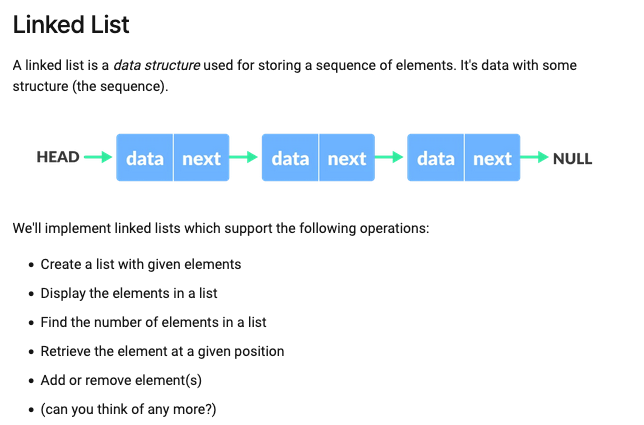 Linked List
A linked list is a data structure used for storing a sequence of elements. It's data with some
structure (the sequence).
HEAD data next data next data next NULL
We'll implement linked lists which support the following operations:
• Create a list with given elements
• Display the elements in a list
• Find the number of elements in a list
• Retrieve the element at a given position
• Add or remove element(s)
• (can you think of any more?)